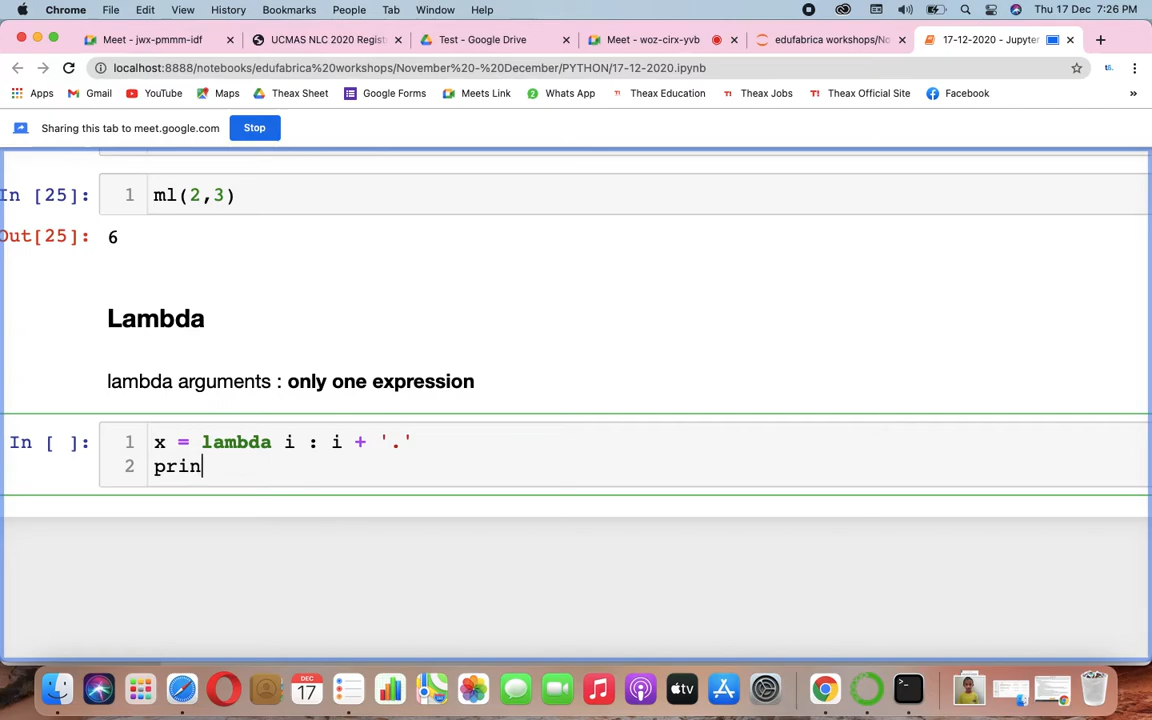 Chrome File Edit View History Bookmarks People Tab Window Help Thu 17 Dec 7:26 PM
Meet - jwx-pmmm-idf UCMAS NLC 2020 Regist Test - Google Drive Meet - woz-cirx-yvb edufabrica workshops/No 17-12-2020 - Jupyter
localhost:8888/notebooks/edufabrica%20workshops/November%20-%20December/PYTHON/17-12-2020.ipynb
Apps Gmail YouTube Maps Theax Sheet Google Forms Meets Link 2 Whats App T! Theax Education T! Theax Jobs T! Theax Official Site Facebook »
Sharing this tab to meet.google.com Stop
In [25]: 1 ml(2,3)
Out[25]: 6
Lambda
lambda arguments : only one expression
In [ ]: 1 x = lambda i : i + '.'
2 prin
DEC
17
tv